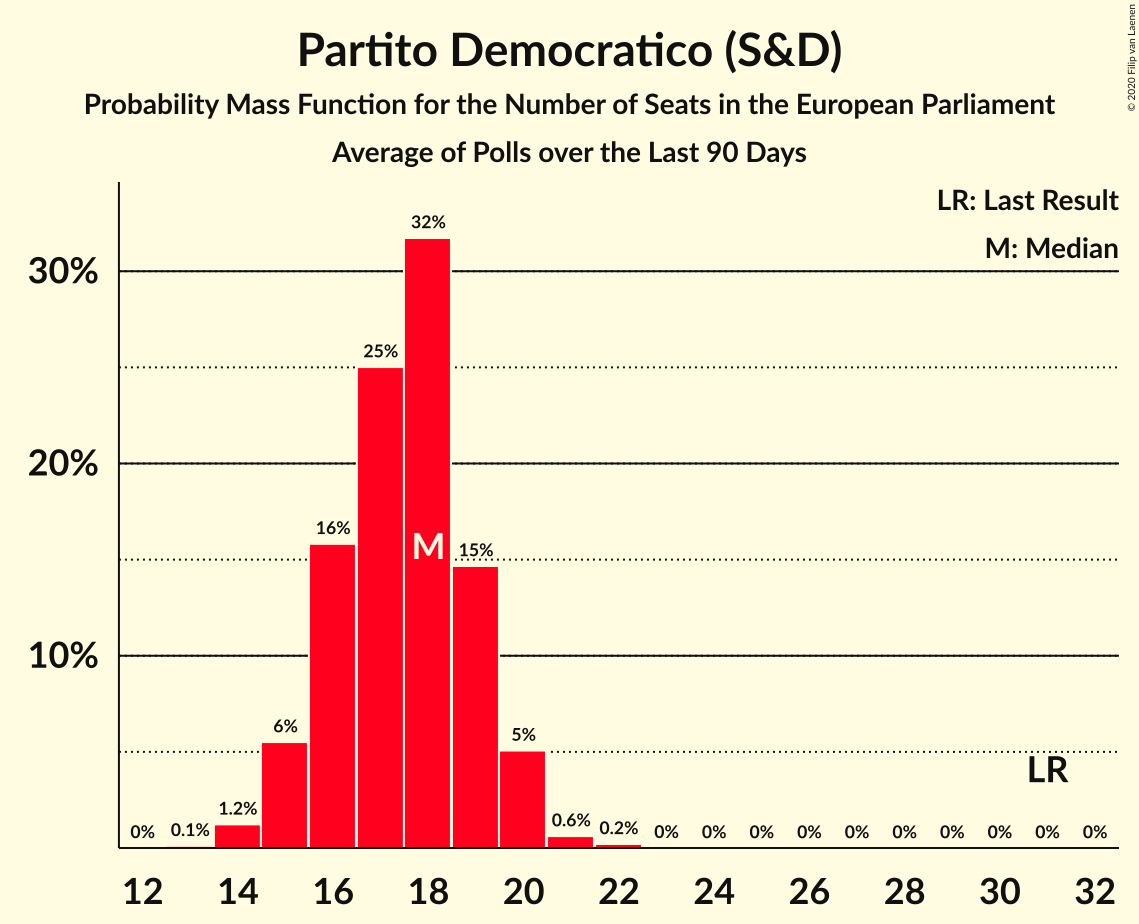 Partito Democratico (S&D)
Probability Mass Function for the Number of Seats in the European Parliament
Average of Polls over the Last 90 Days
© 2020 Filip van Laenen
LR: Last Result
M: Median
30%
20%
10%
0%
0.1%
1.2%
6%
16%
25%
32%
M
15%
5%
0.6%
0.2%
0%
0%
0%
0%
0%
0%
0%
0%
0%
0%
LR
12 14 16 18 20 22 24 26 28 30 32